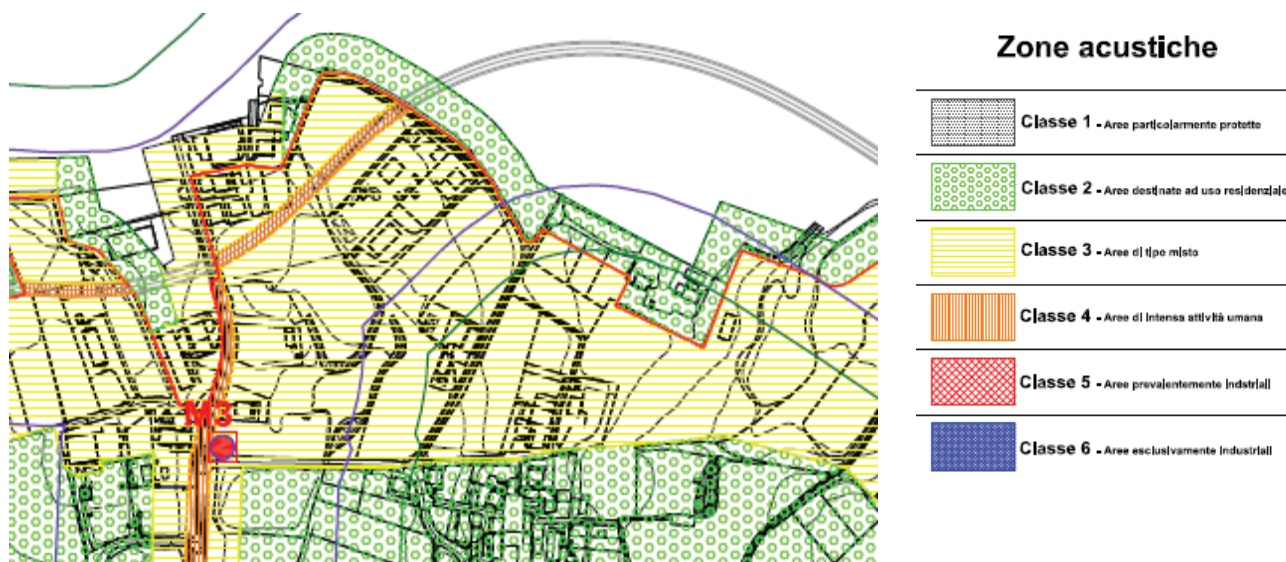 Zone acustiche
Classe 1 - Aree particolarmente protette
Classe 2 - Aree destinate ad uso residenziale
Classe 3 - Aree di tipo misto
Classe 4 - Aree di intensa attività umana
Classe 5 - Aree prevalentemente indstriali
Classe 6 - Aree esclusivamente industriali
M3